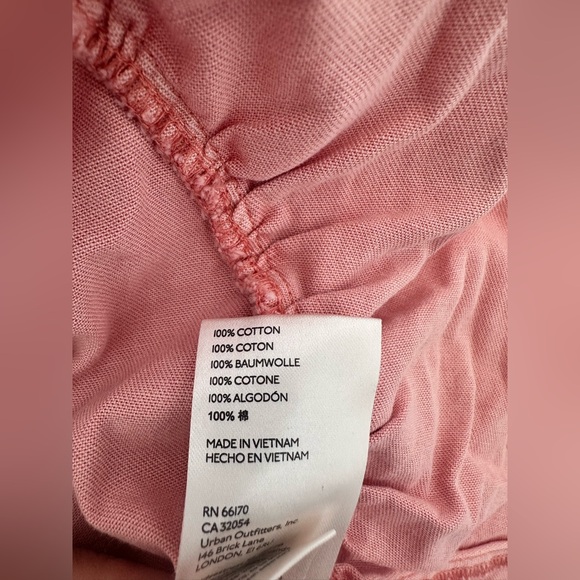 100% COTTON
100% COTON
100% BAUMWOLLE
100% COTONE
100% ALGODÓN
100% 棉
MADE IN VIETNAM
HECHO EN VIETNAM
RN 66170
CA 32054
Urban Outfitters, Inc
146 Brick Lane
LONDON, E1